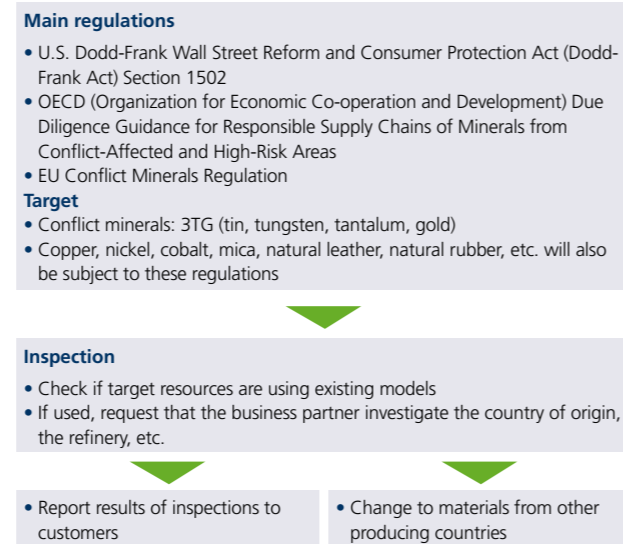 Main regulations
• U.S. Dodd-Frank Wall Street Reform and Consumer Protection Act (Dodd-
Frank Act) Section 1502
• OECD (Organization for Economic Co-operation and Development) Due
Diligence Guidance for Responsible Supply Chains of Minerals from
Conflict-Affected and High-Risk Areas
• EU Conflict Minerals Regulation
Target
• Conflict minerals: 3TG (tin, tungsten, tantalum, gold)
• Copper, nickel, cobalt, mica, natural leather, natural rubber, etc. will also
be subject to these regulations
Inspection
• Check if target resources are using existing models
• If used, request that the business partner investigate the country of origin,
the refinery, etc.
• Report results of inspections to
customers
• Change to materials from other
producing countries